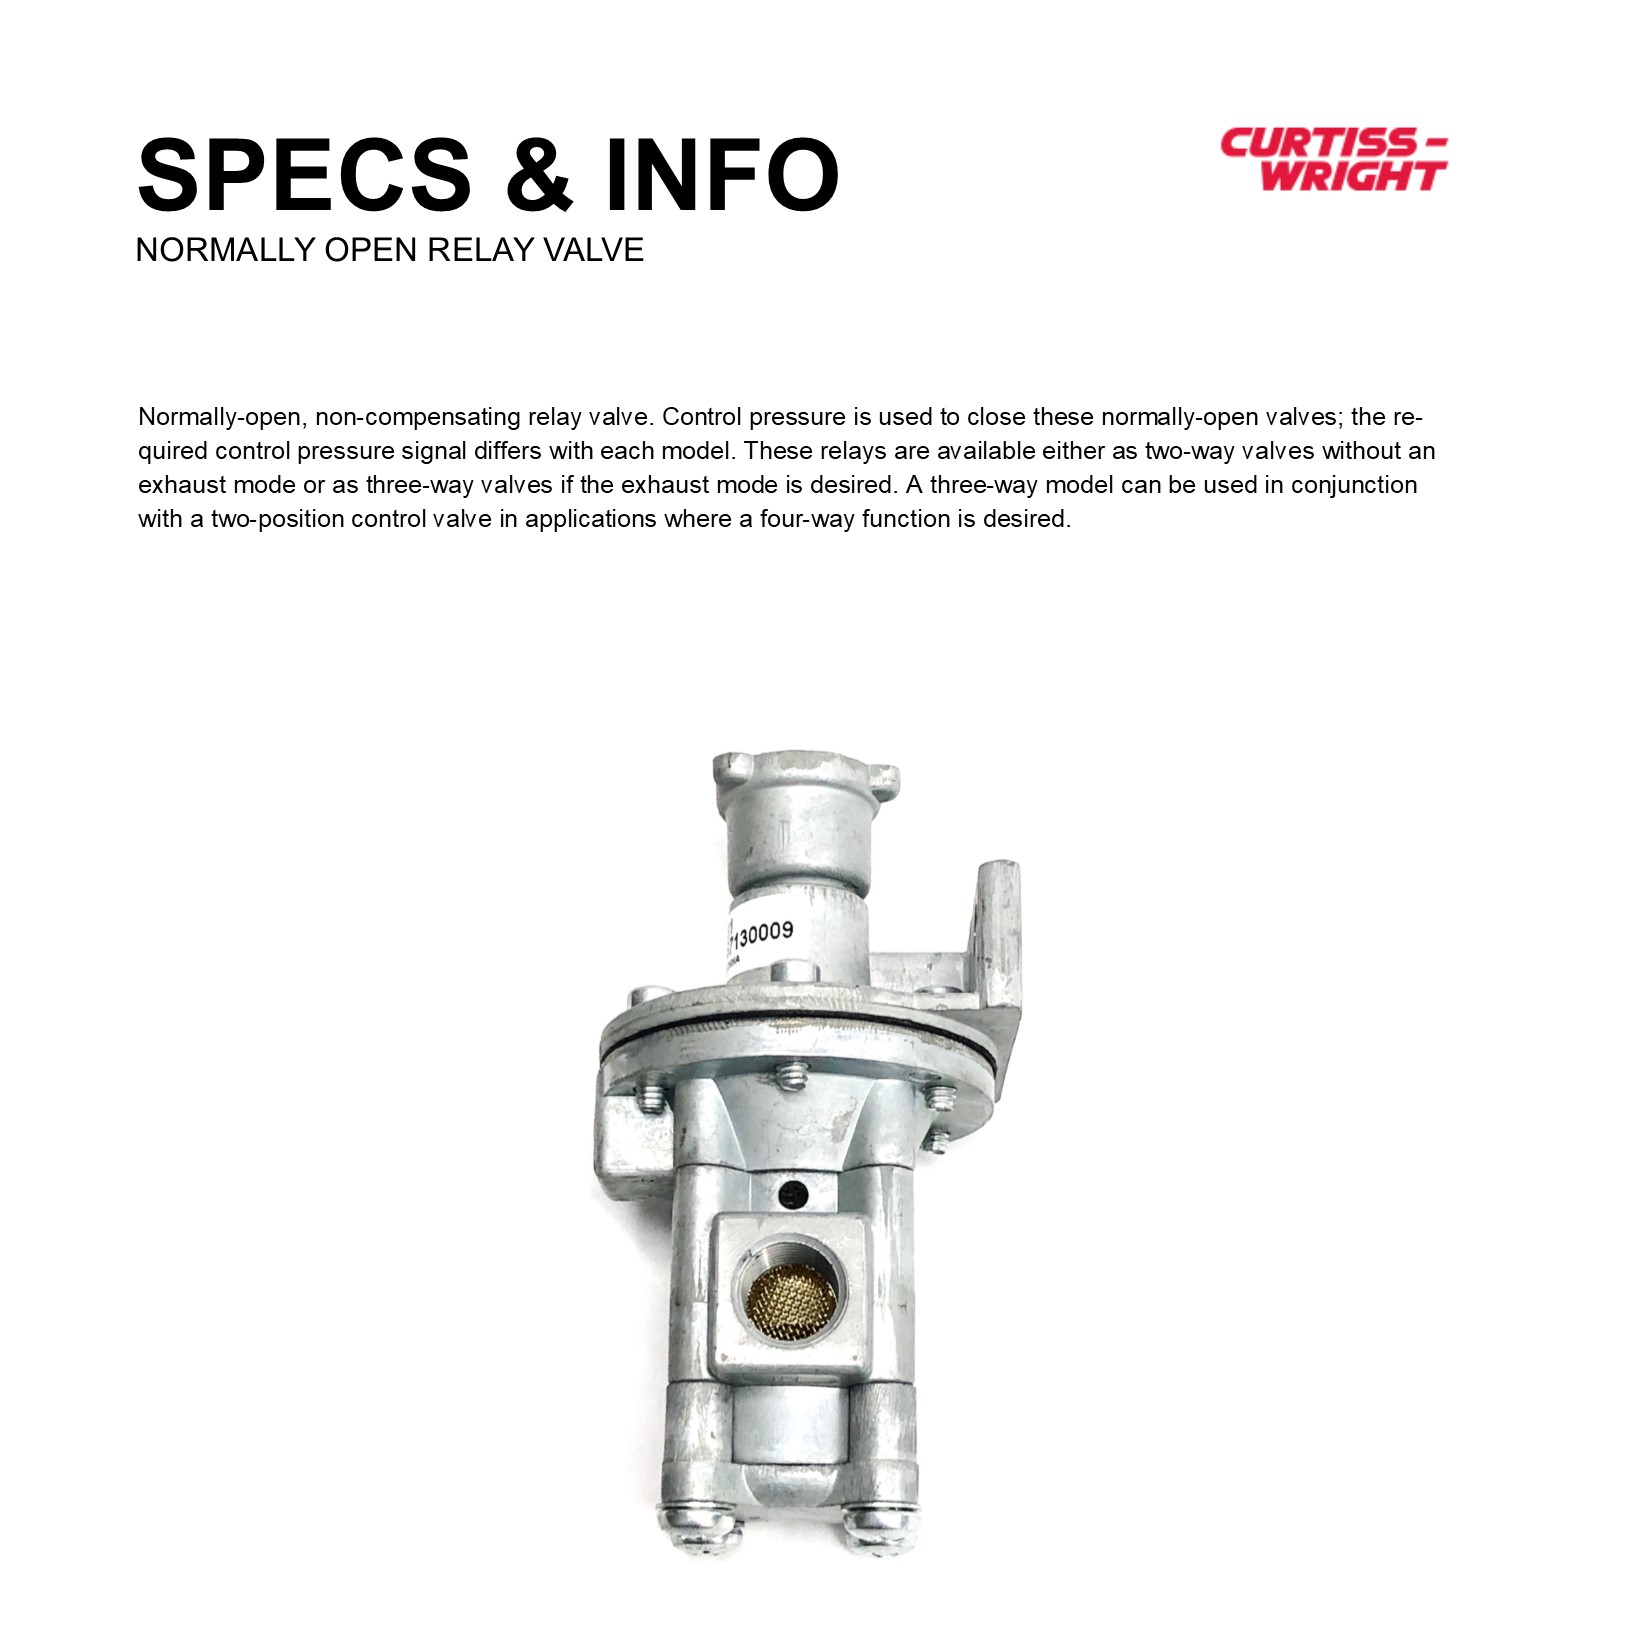 SPECS & INFO
CURTISS-
WRIGHT
NORMALLY OPEN RELAY VALVE
Normally-open, non-compensating relay valve. Control pressure is used to close these normally-open valves; the re-
quired control pressure signal differs with each model. These relays are available either as two-way valves without an
exhaust mode or as three-way valves if the exhaust mode is desired. A three-way model can be used in conjunction
with a two-position control valve in applications where a four-way function is desired.
7130009